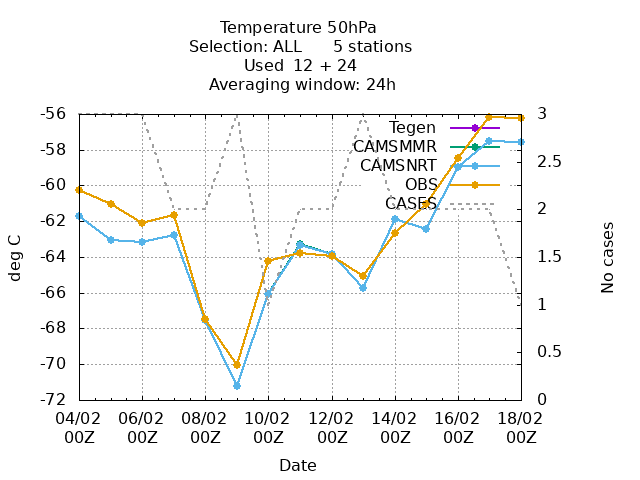 Temperature 50hPa
Selection: ALL 5 stations
Used 12 + 24
Averaging window: 24h
-56
-58
-60
-62
-64
-66
-68
-70
-72
deg C
3
2.5
2
1.5
1
0.5
0
No cases
Tegen
CAMSMMR
CAMSNRT
OBS
CASES
04/02 06/02 08/02 10/02 12/02 14/02 16/02 18/02
00Z 00Z 00Z 00Z 00Z 00Z 00Z 00Z
Date